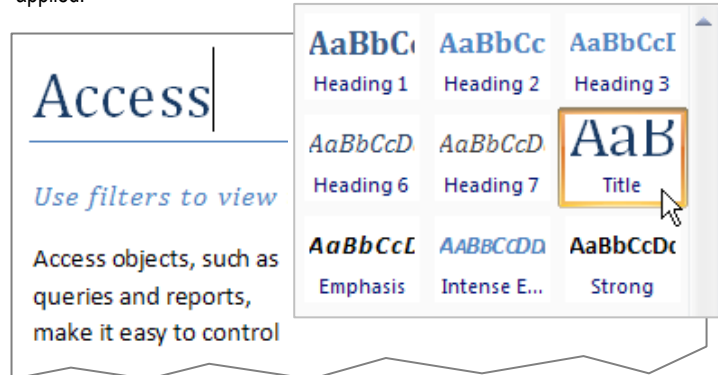 applied.
Access
Use filters to view
Access objects, such as
queries and reports,
make it easy to control
AaBbC AaBbCc AaBbCcI
Heading 1 Heading 2 Heading 3
AaBbCcD AaBbCcD AaB
Heading 6 Heading 7 Title
AaBbCcD AaBbCcDd AaBbCcDc
Emphasis Intense E... Strong